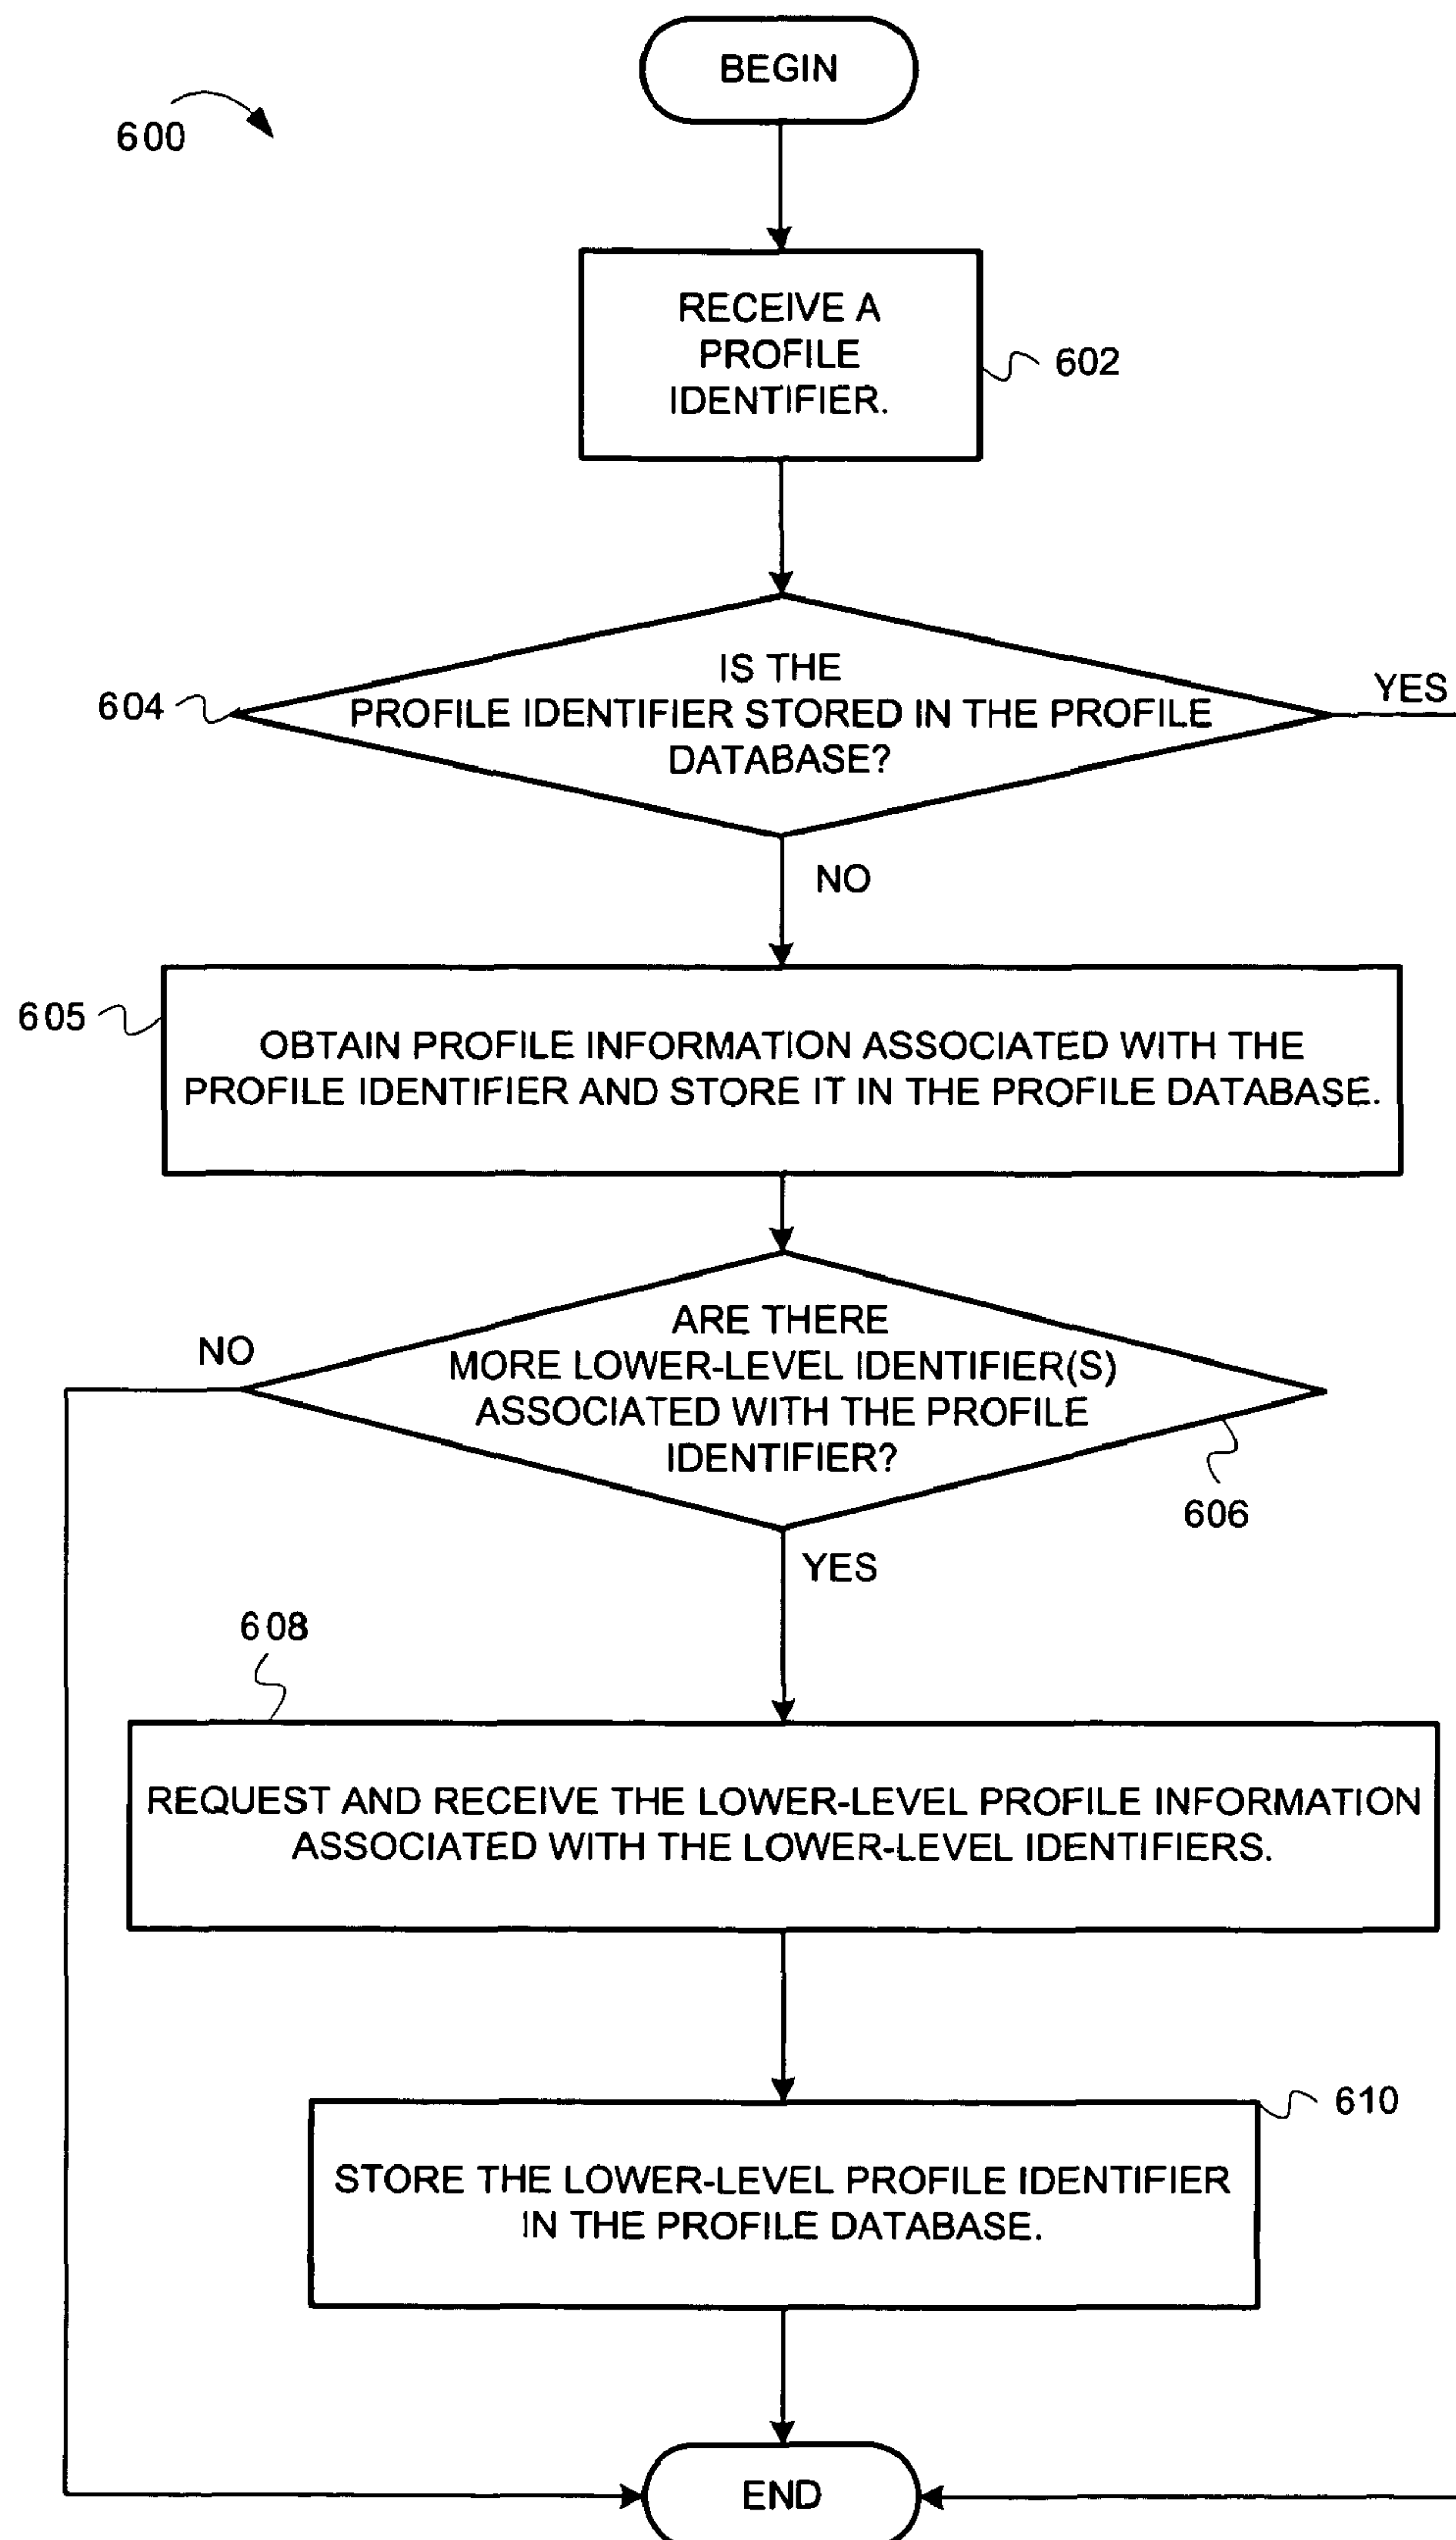 BEGIN
600
RECEIVE A
PROFILE
IDENTIFIER.
602
IS THE
PROFILE IDENTIFIER STORED IN THE PROFILE
DATABASE?
604
YES
NO
605
OBTAIN PROFILE INFORMATION ASSOCIATED WITH THE
PROFILE IDENTIFIER AND STORE IT IN THE PROFILE DATABASE.
ARE THERE
MORE LOWER-LEVEL IDENTIFIER(S)
ASSOCIATED WITH THE PROFILE
IDENTIFIER?
NO
606
YES
608
REQUEST AND RECEIVE THE LOWER-LEVEL PROFILE INFORMATION
ASSOCIATED WITH THE LOWER-LEVEL IDENTIFIERS.
610
STORE THE LOWER-LEVEL PROFILE IDENTIFIER
IN THE PROFILE DATABASE.
END